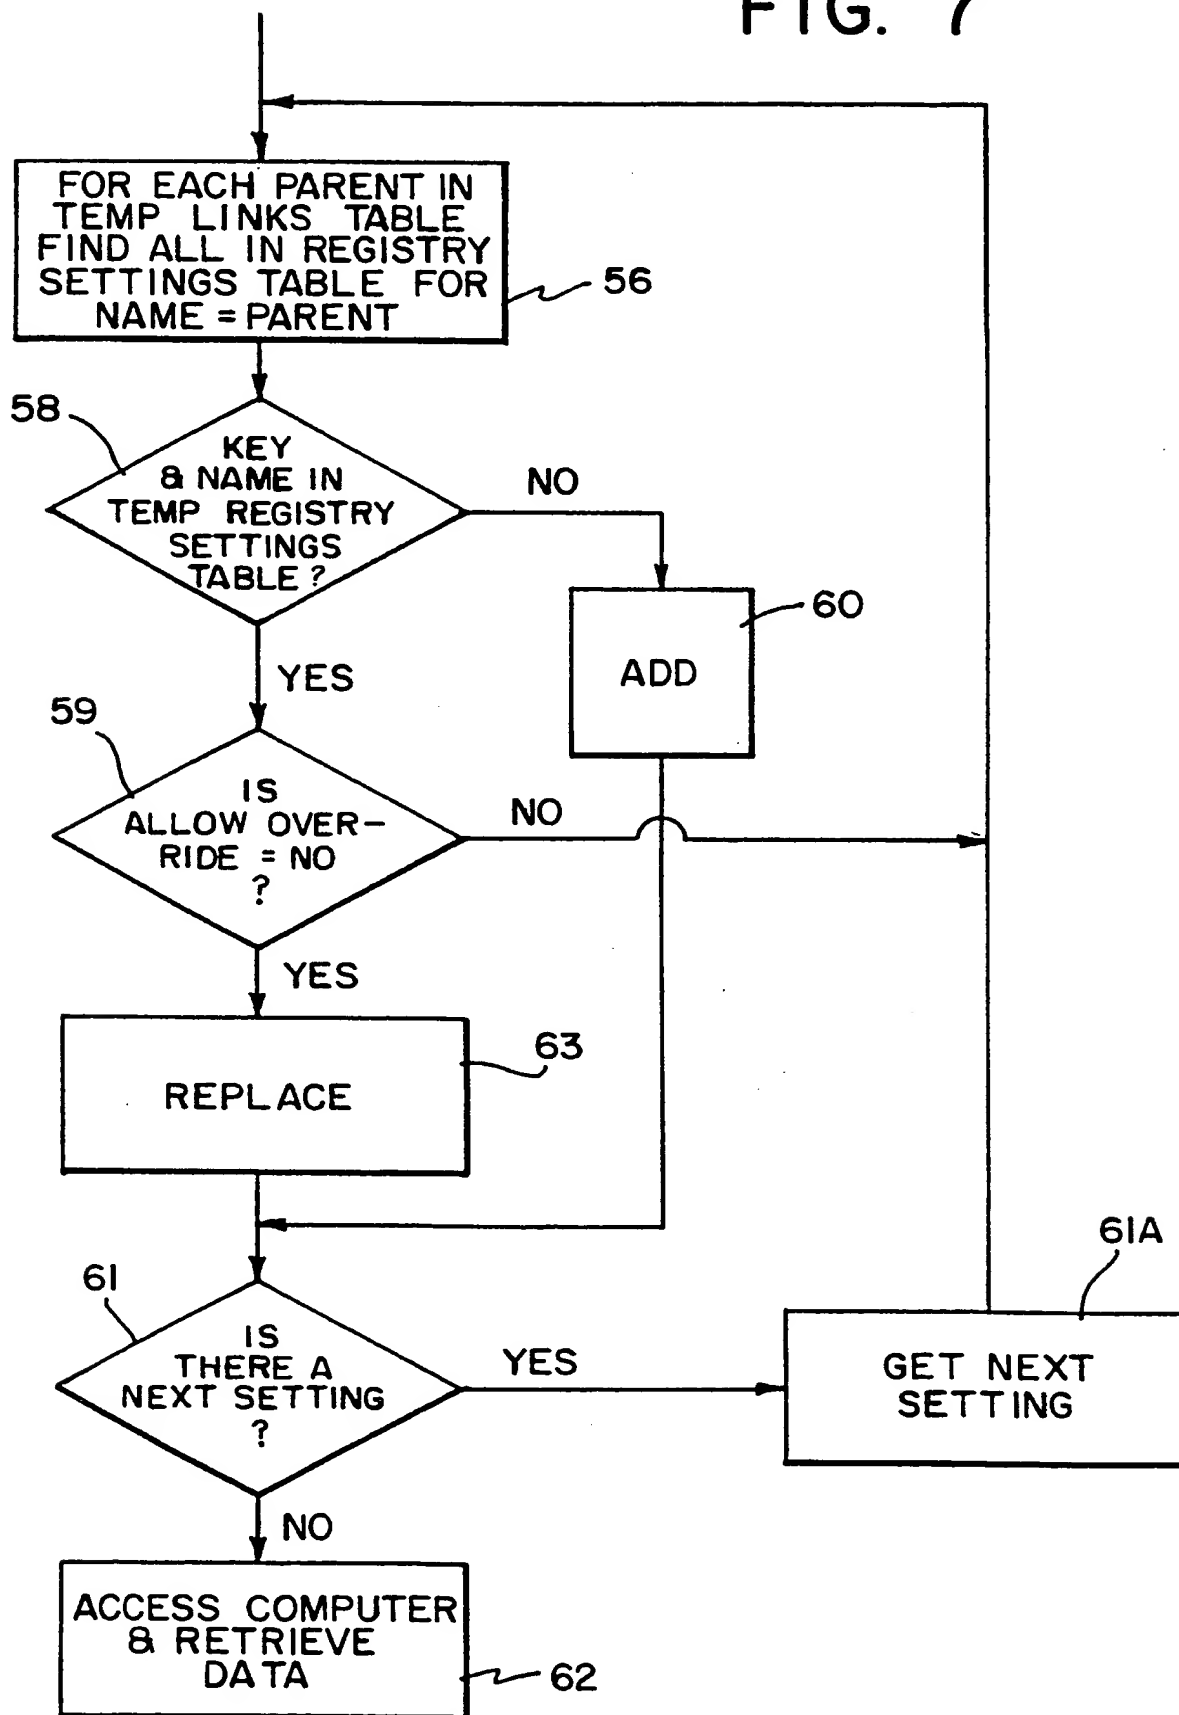 FIG. 7
FOR EACH PARENT IN
TEMP LINKS TABLE
FIND ALL IN REGISTRY
SETTINGS TABLE FOR
NAME = PARENT
56
58
KEY
& NAME IN
TEMP REGISTRY
SETTINGS
TABLE ?
NO
60
ADD
YES
59
IS
ALLOW OVER-
RIDE = NO
?
NO
YES
63
REPLACE
61
IS
THERE A
NEXT SETTING
?
YES
61A
GET NEXT
SETTING
NO
ACCESS COMPUTER
& RETRIEVE
DATA
62